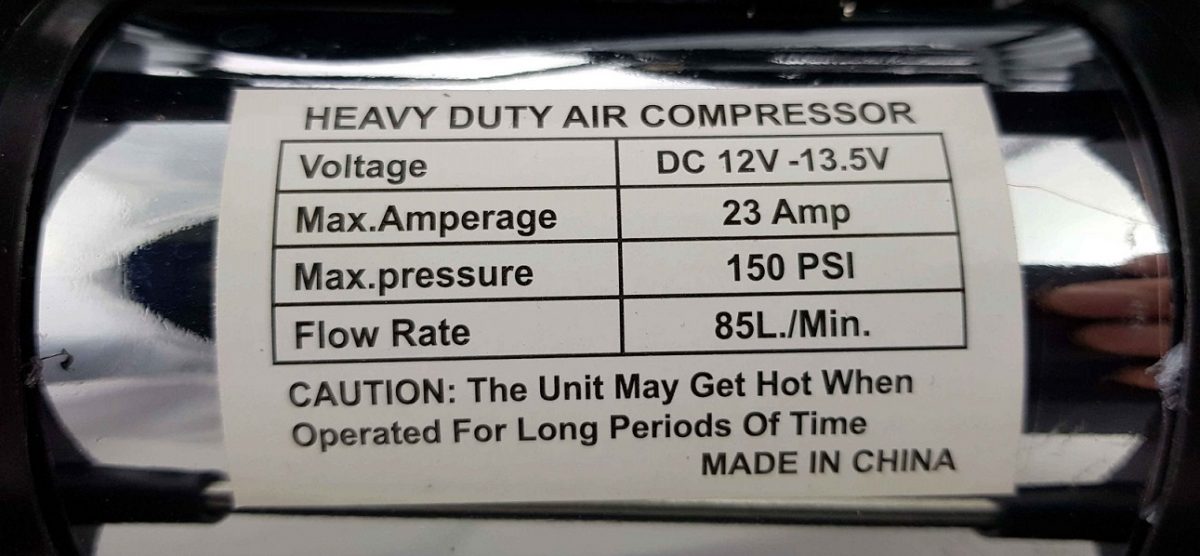 HEAVY DUTY AIR COMPRESSOR
Voltage DC 12V -13.5V
Max.Amperage 23 Amp
Max.pressure 150 PSI
Flow Rate 85L./Min.
CAUTION: The Unit May Get Hot When
Operated For Long Periods Of Time
MADE IN CHINA